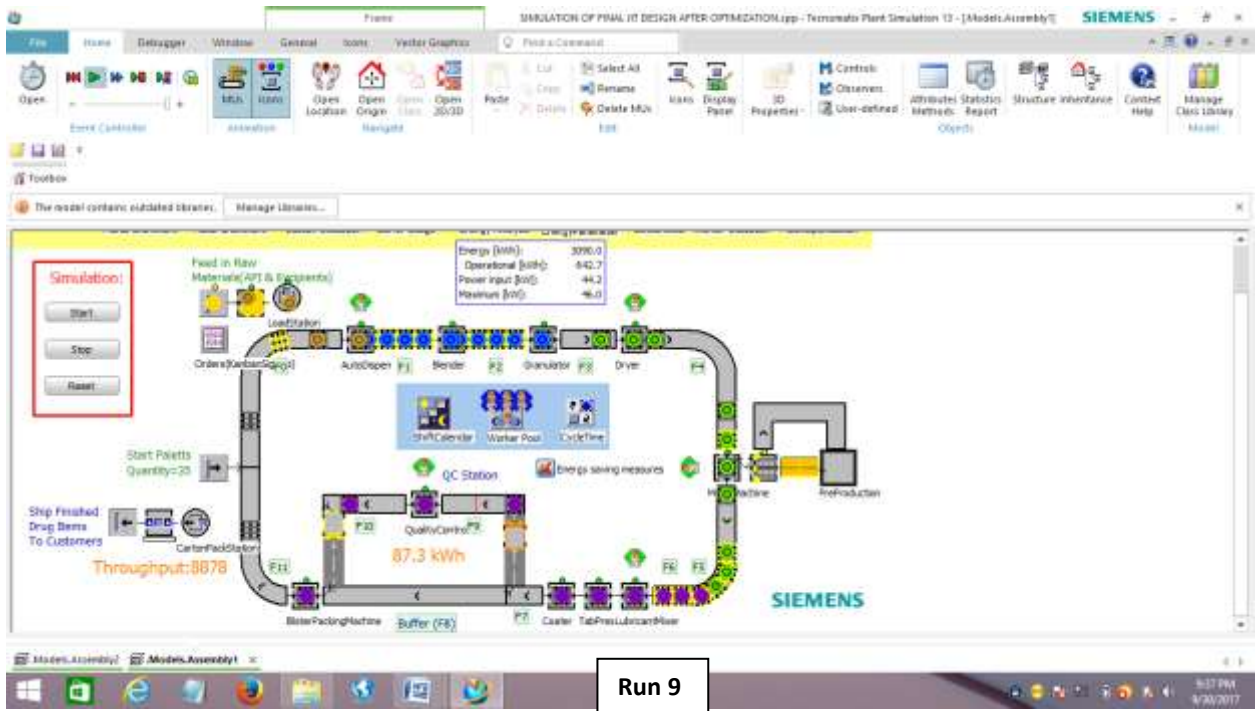 Frame
SIMULATION OF FINAL JIT DESIGN AFTER OPTIMIZATION.spp - Tecnomatix Plant Simulation 13 - [.Models.Assembly1]
SIEMENS
File Home Debugger Window General Icons Vector Graphics Find a Command
Open MUs Icons Open Location Open Origin Open 2D/3D Paste Cut Copy Delete Select All Rename Delete MUs Icons Display Panel 3D Properties Controls Observers User-defined Attributes Methods Statistics Report Structure Inheritance Context Help Manage Class Library
Event Controller Animation Navigate Edit Objects Model
Toolbox
The model contains outdated libraries. Manage Libraries...
Energy [kWh]: 3090.0
Operational [kWh]: 642.7
Power input [kW]: 44.2
Maximum [kW]: 46.0
Simulation:
Start
Stop
Reset
Feed in Raw
Materials(API & Excipients)
LoadStation
AutoDispen F1 Blender F2 Granulator F3 Dryer F4
ShiftCalendar Worker Pool CycleTime
Start Paletts
Quantity=35
QC Station
Energy saving measures
PreProduction
Ship Finished
Drug Items
To Customers
CartonPackStation
F10 QualityControl F9
87.3 kWh
Throughput:8878
F11
F6 F5
SIEMENS
BlisterPackingMachine Buffer (F8) F7 Coater TabPress LubricantMixer
.Models.Assembly2 .Models.Assembly1
Run 9
9:37 PM
9/30/2017